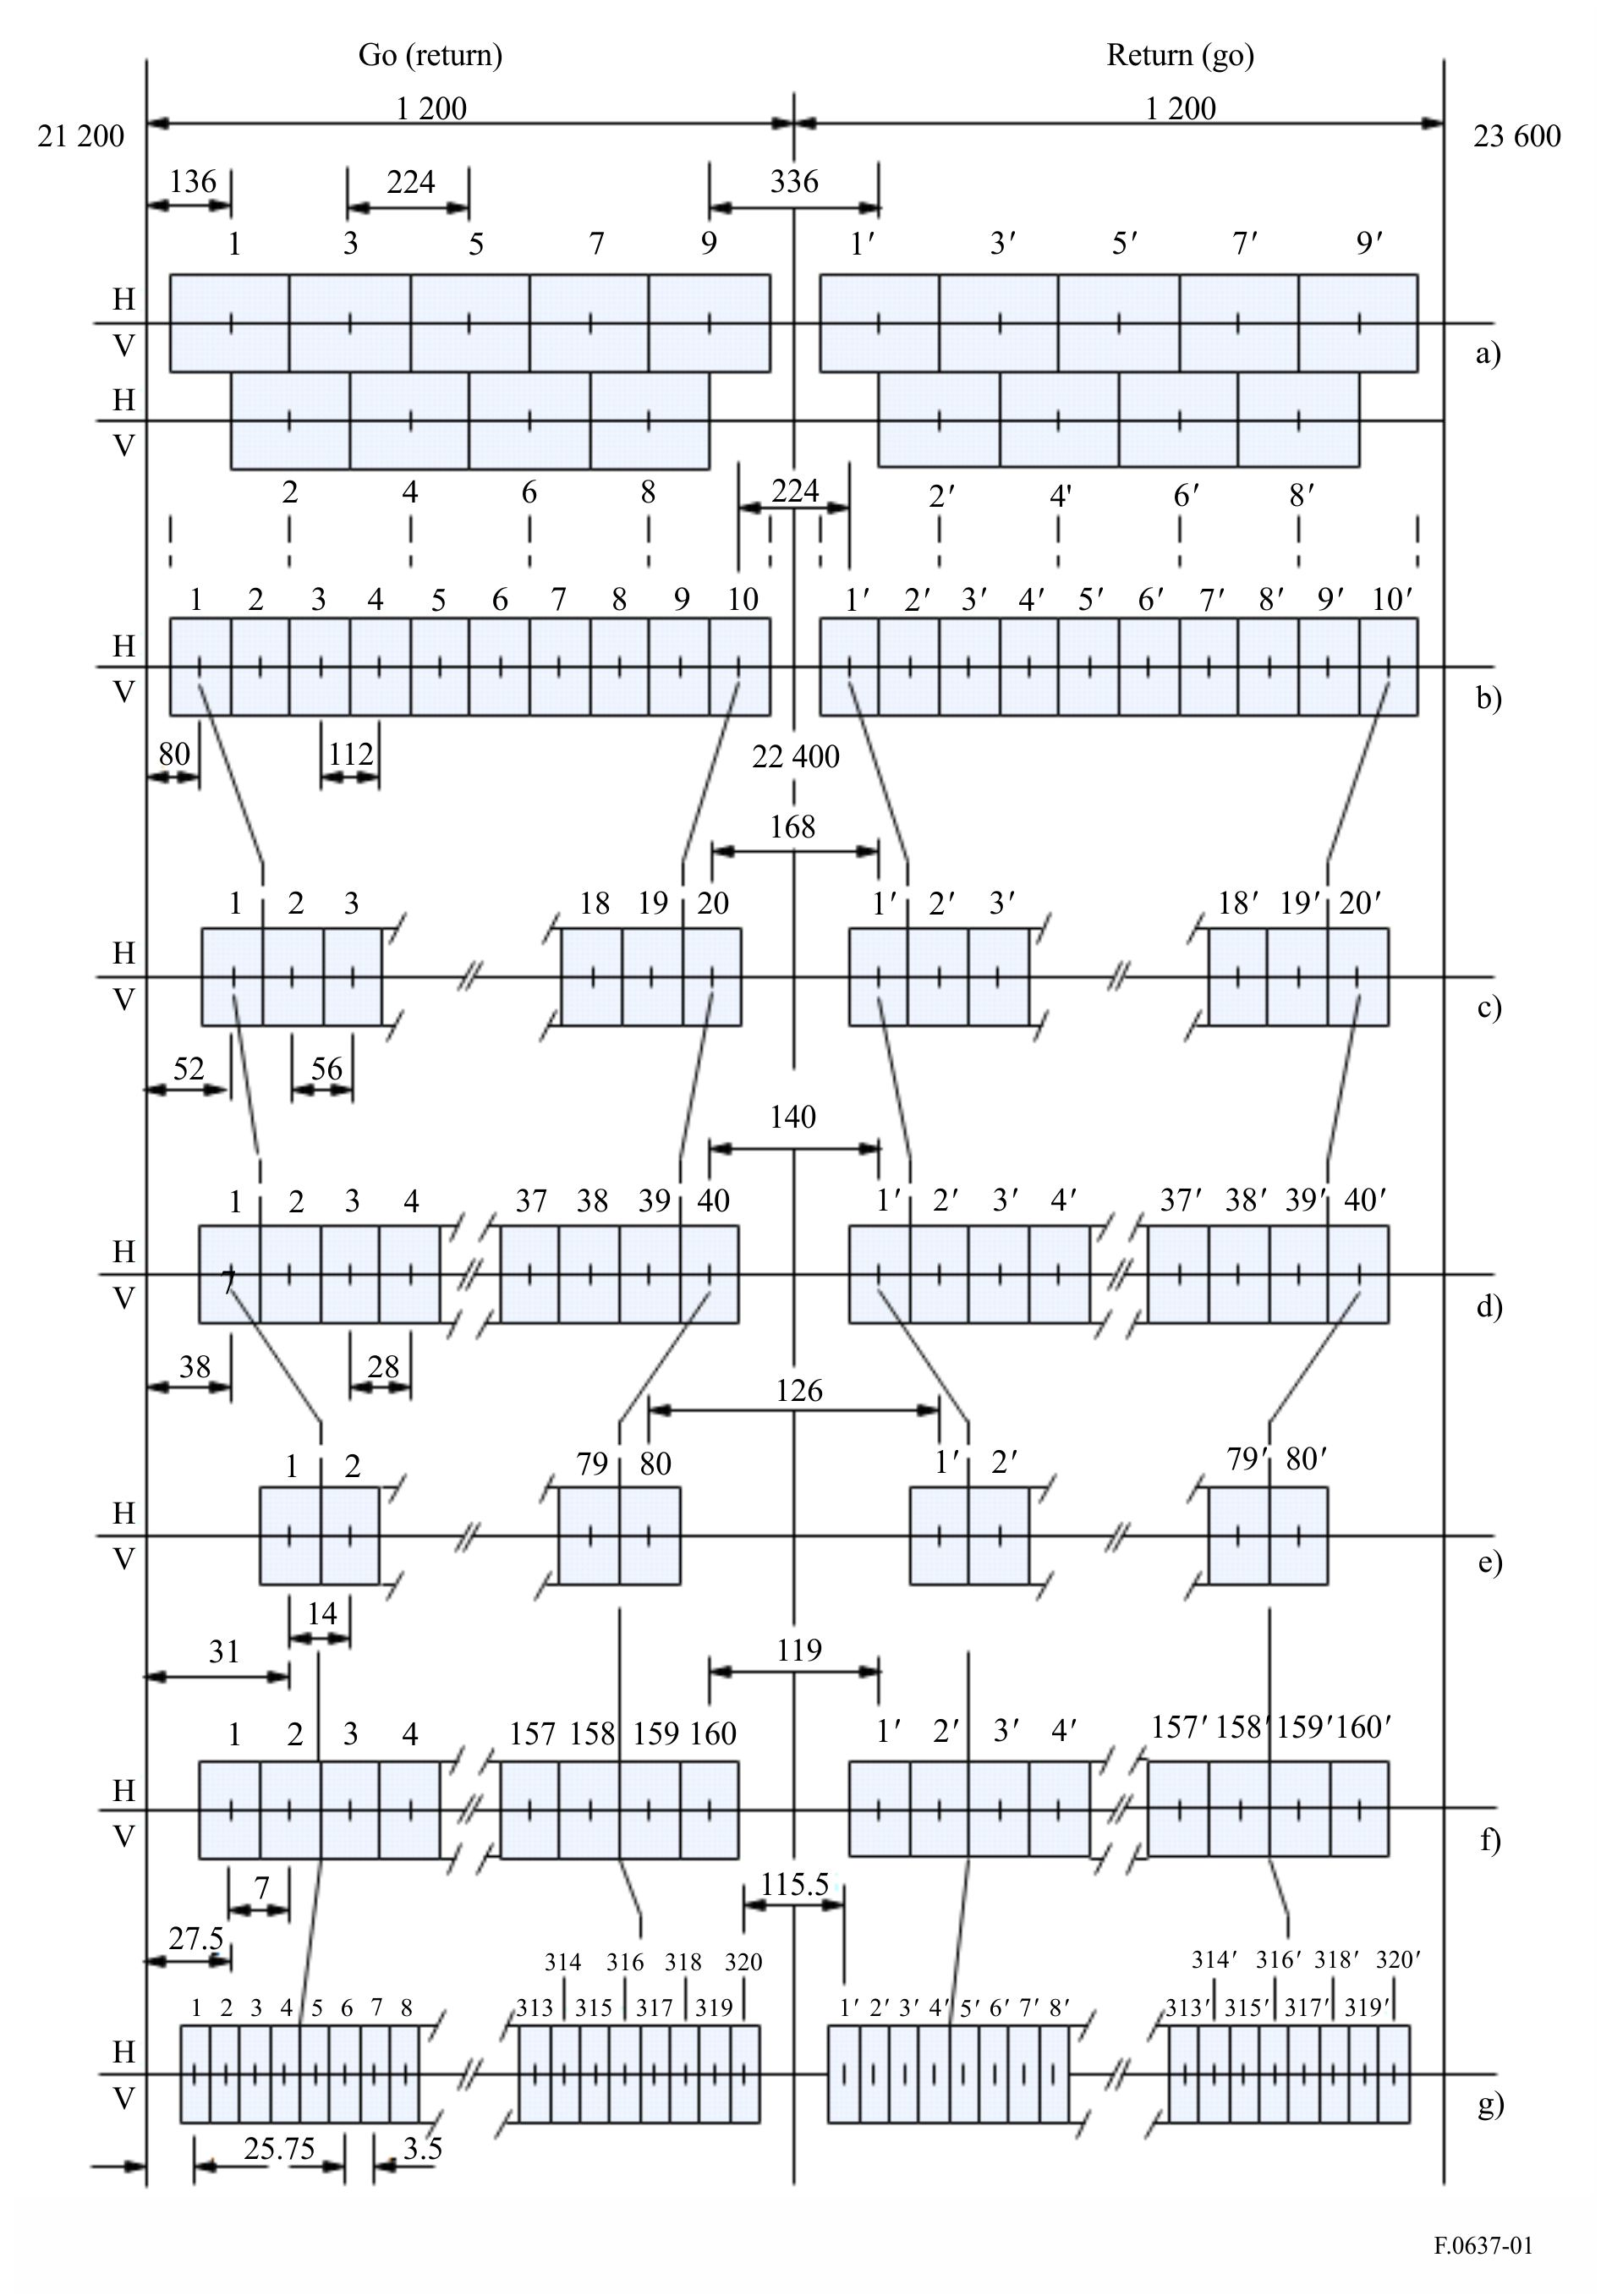 Go (return) Return (go)
1 200 1 200
21 200 23 600
136 224 336
1 3 5 7 9 1′ 3′ 5′ 7′ 9′
H
V a)
H
V
2 4 6 8 224 2′ 4' 6′ 8′
1 2 3 4 5 6 7 8 9 10 1′ 2′ 3′ 4′ 5′ 6′ 7′ 8′ 9′ 10′
H
V b)
80 112 22 400
168
1 2 3 18 19 20 1′ 2′ 3′ 18′ 19′ 20′
H
V c)
52 56
140
1 2 3 4 37 38 39 40 1′ 2′ 3′ 4′ 37′ 38′ 39′ 40′
H
7
V d)
38 28
126
1 2 79 80 1′ 2′ 79′ 80′
H
V e)
14
31 119
1 2 3 4 157 158 159 160 1′ 2′ 3′ 4′ 157′ 158′ 159′ 160′
H
V f)
7 115.5
27.5
314 316 318 320 314′ 316′ 318′ 320′
1 2 3 4 5 6 7 8 313 315 317 319 1′ 2′ 3′ 4′ 5′ 6′ 7′ 8′ 313′ 315′ 317′ 319′
H
V g)
25.75 3.5
F.0637-01